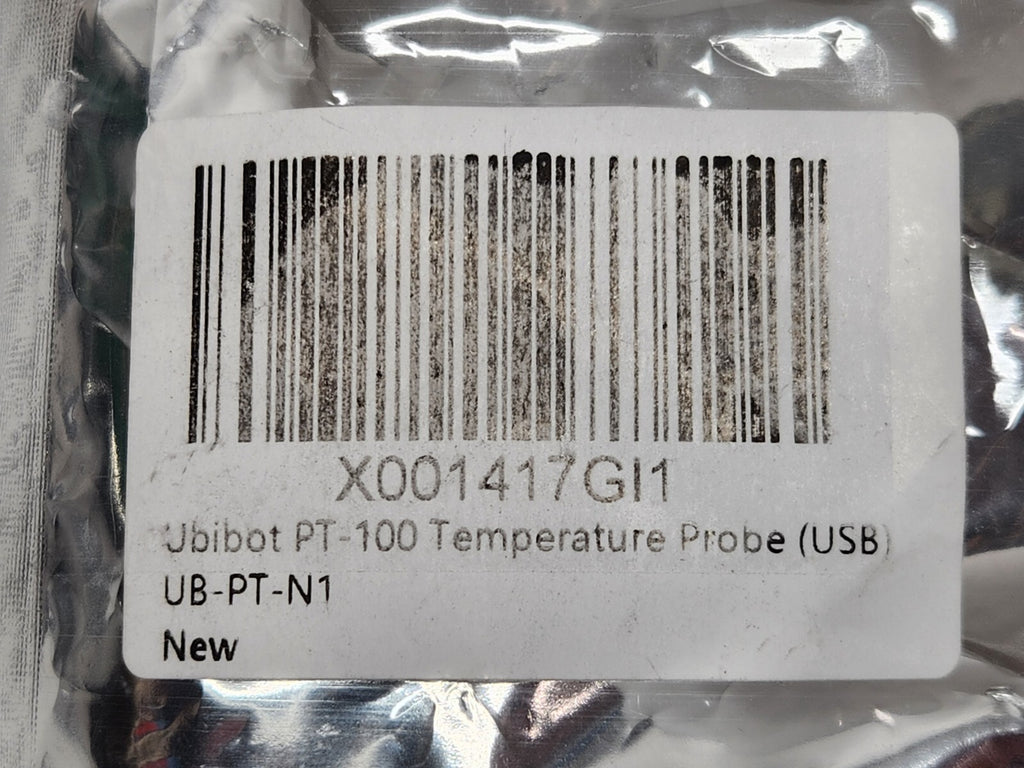 X001417GI1
Ubibot PT-100 Temperature Probe (USB)
UB-PT-N1
New